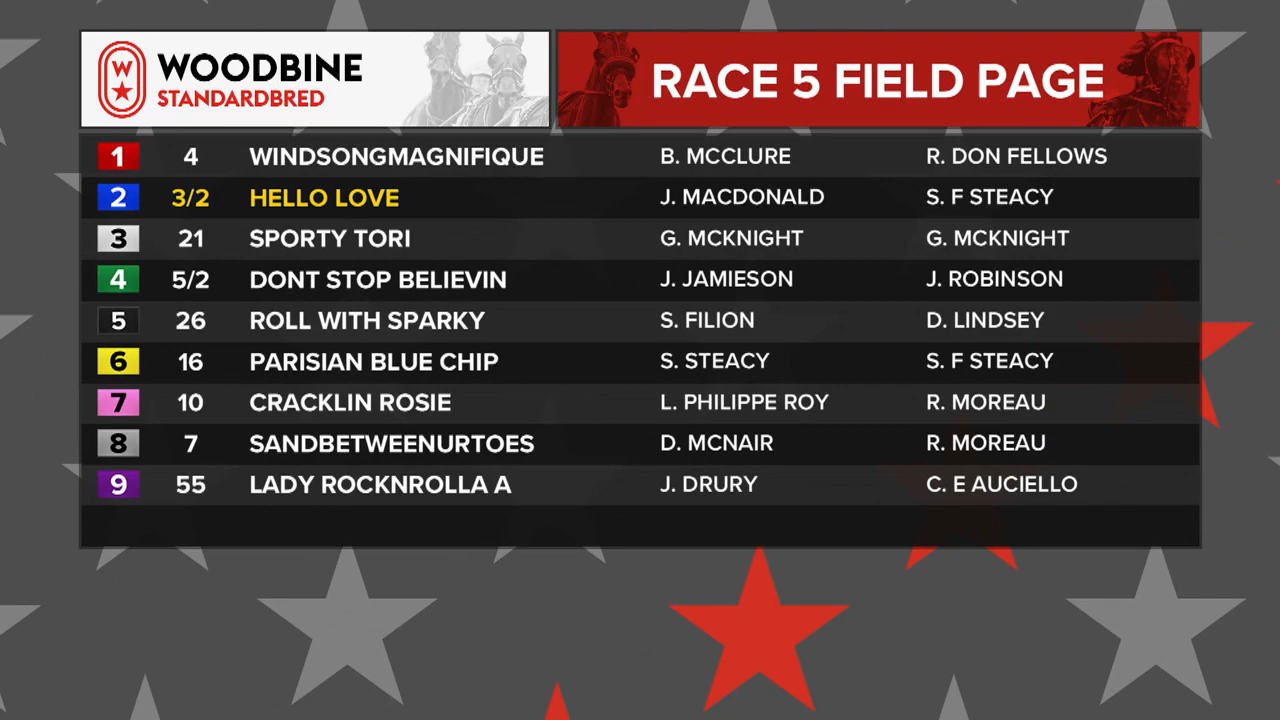 W
WOODBINE
STANDARDBRED
RACE 5 FIELD PAGE
1 4 WINDSONGMAGNIFIQUE B. MCCLURE R. DON FELLOWS
2 3/2 HELLO LOVE J. MACDONALD S. F STEACY
3 21 SPORTY TORI G. MCKNIGHT G. MCKNIGHT
4 5/2 DONT STOP BELIEVIN J. JAMIESON J. ROBINSON
5 26 ROLL WITH SPARKY S. FILION D. LINDSEY
6 16 PARISIAN BLUE CHIP S. STEACY S. F STEACY
7 10 CRACKLIN ROSIE L. PHILIPPE ROY R. MOREAU
8 7 SANDBETWEENURTOES D. MCNAIR R. MOREAU
9 55 LADY ROCKNROLLA A J. DRURY C. E AUCIELLO